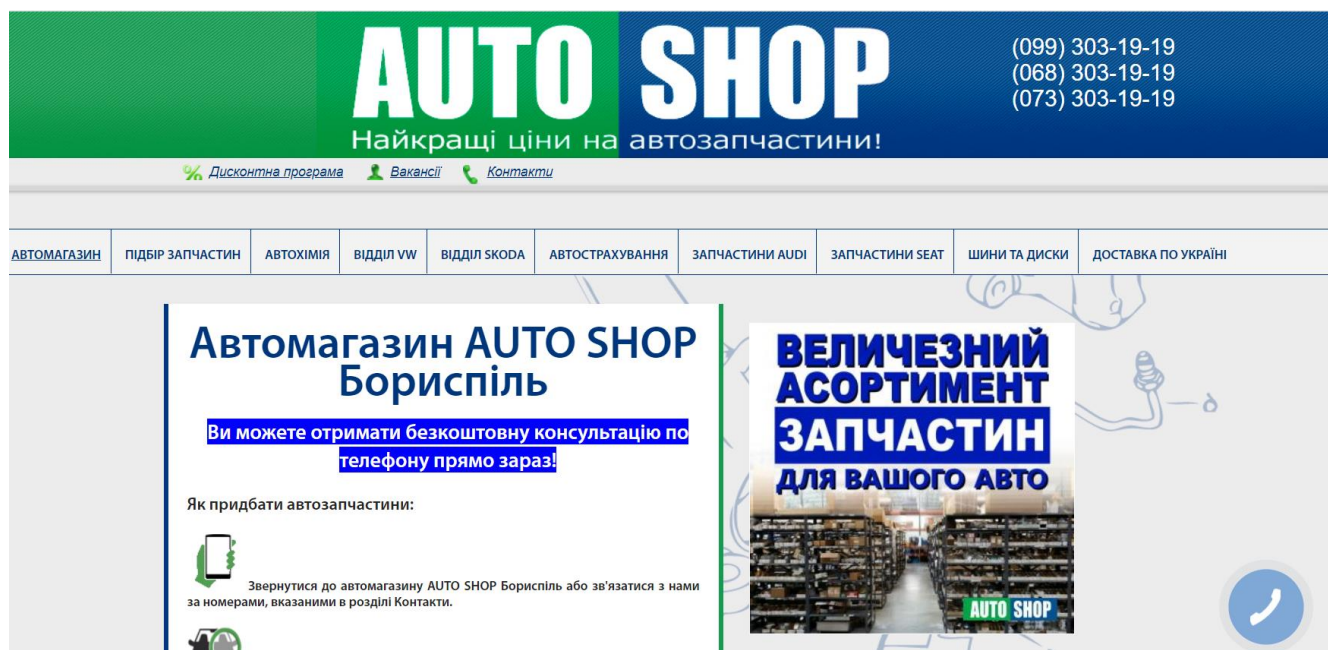 AUTO SHOP
Найкращі ціни на автозапчастини!
(099) 303-19-19
(068) 303-19-19
(073) 303-19-19
Дисконтна програма Вакансії Контакти
АВТОМАГАЗИН ПІДБІР ЗАПЧАСТИН АВТОХІМІЯ ВІДДІЛ VW ВІДДІЛ SKODA АВТОСТРАХУВАННЯ ЗАПЧАСТИНИ AUDI ЗАПЧАСТИНИ SEAT ШИНИ ТА ДИСКИ ДОСТАВКА ПО УКРАЇНІ
Автомагазин AUTO SHOP
Бориспіль
Ви можете отримати безкоштовну консультацію по
телефону прямо зараз!
Як придбати автозапчастини:
Звернутися до автомагазину AUTO SHOP Бориспіль або зв'язатися з нами
за номерами, вказаними в розділі Контакти.
ВЕЛИЧЕЗНИЙ
АСОРТИМЕНТ
ЗАПЧАСТИН
ДЛЯ ВАШОГО АВТО
AUTO SHOP